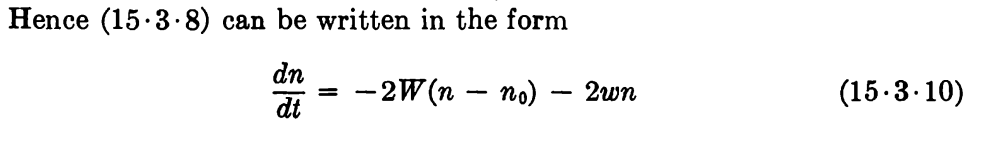 Hence (15·3·8) can be written in the form
dn/dt = −2W(n − n₀) − 2wn (15·3·10)